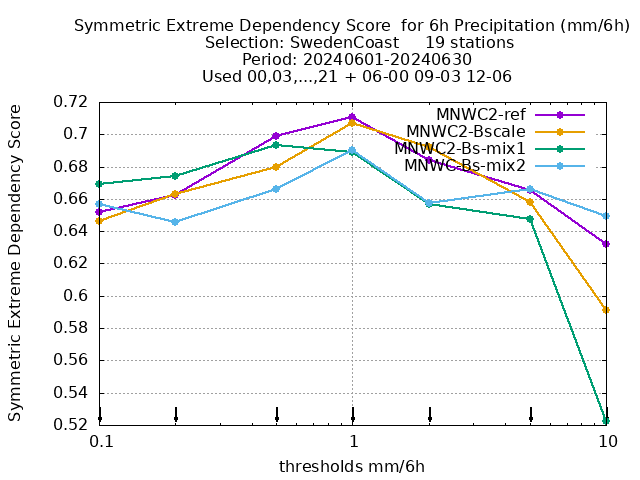 Symmetric Extreme Dependency Score  for 6h Precipitation (mm/6h)
Selection: SwedenCoast     19 stations
Period: 20240601-20240630
Used 00,03,...,21 + 06-00 09-03 12-06
Symmetric Extreme Dependency Score
0.72
0.7
0.68
0.66
0.64
0.62
0.6
0.58
0.56
0.54
0.52
MNWC2-ref
MNWC2-Bscale
MNWC2-Bs-mix1
MNWC-Bs-mix2
0.1
1
10
thresholds mm/6h